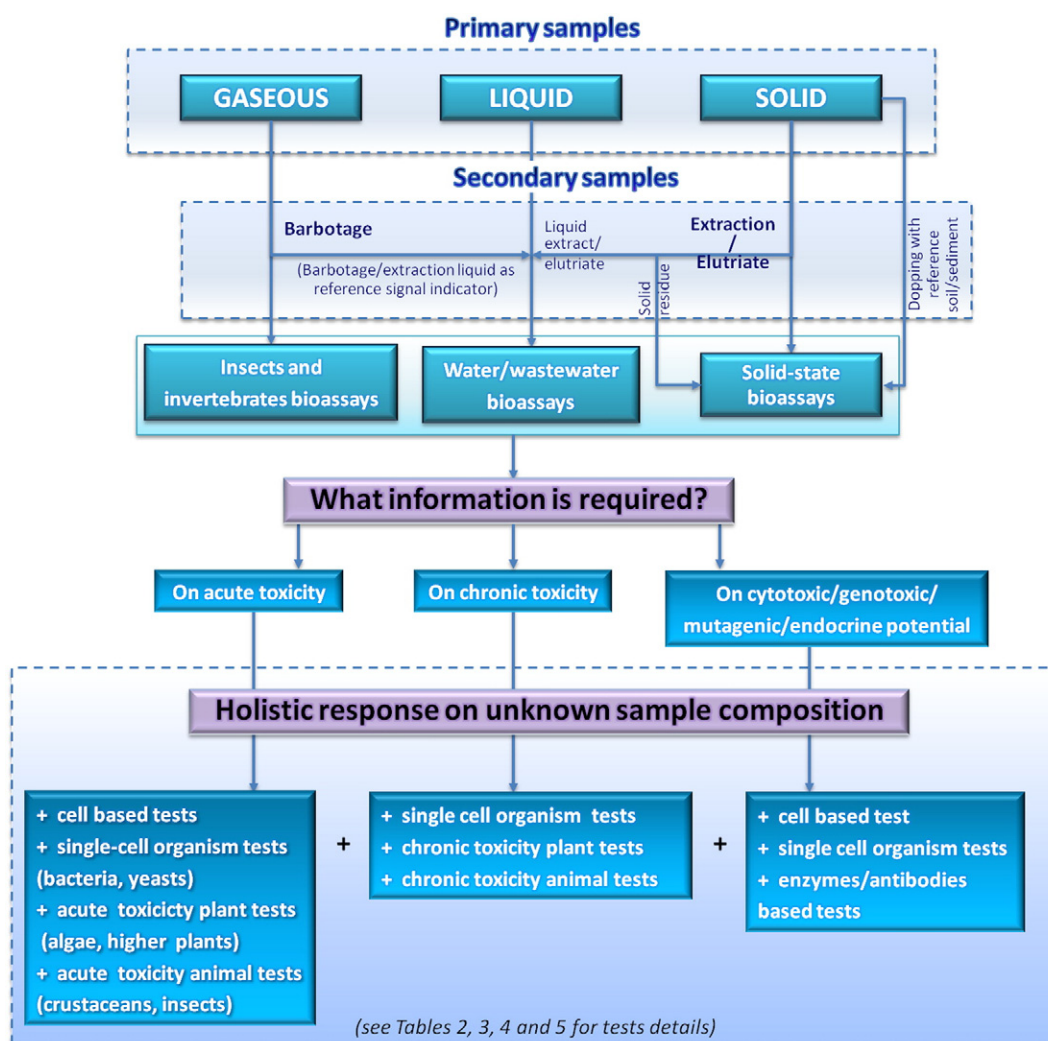 Primary samples
GASEOUS
LIQUID
SOLID
Secondary samples
Barbotage
(Barbotage/extraction liquid as
reference signal indicator)
Liquid
extract/
elutriate
Extraction
/
Elutriate
Solid
residue
Dopping with
reference
soil/sediment
Insects and
invertebrates bioassays
Water/wastewater
bioassays
Solid-state
bioassays
What information is required?
On acute toxicity
On chronic toxicity
On cytotoxic/genotoxic/
mutagenic/endocrine potential
Holistic response on unknown sample composition
+ cell based tests
+ single-cell organism tests
(bacteria, yeasts)
+ acute toxicicty plant tests
(algae, higher plants)
+ acute toxicity animal tests
(crustaceans, insects)
+
+ single cell organism tests
+ chronic toxicity plant tests
+ chronic toxicity animal tests
+
+ cell based test
+ single cell organism tests
+ enzymes/antibodies
based tests
(see Tables 2, 3, 4 and 5 for tests details)